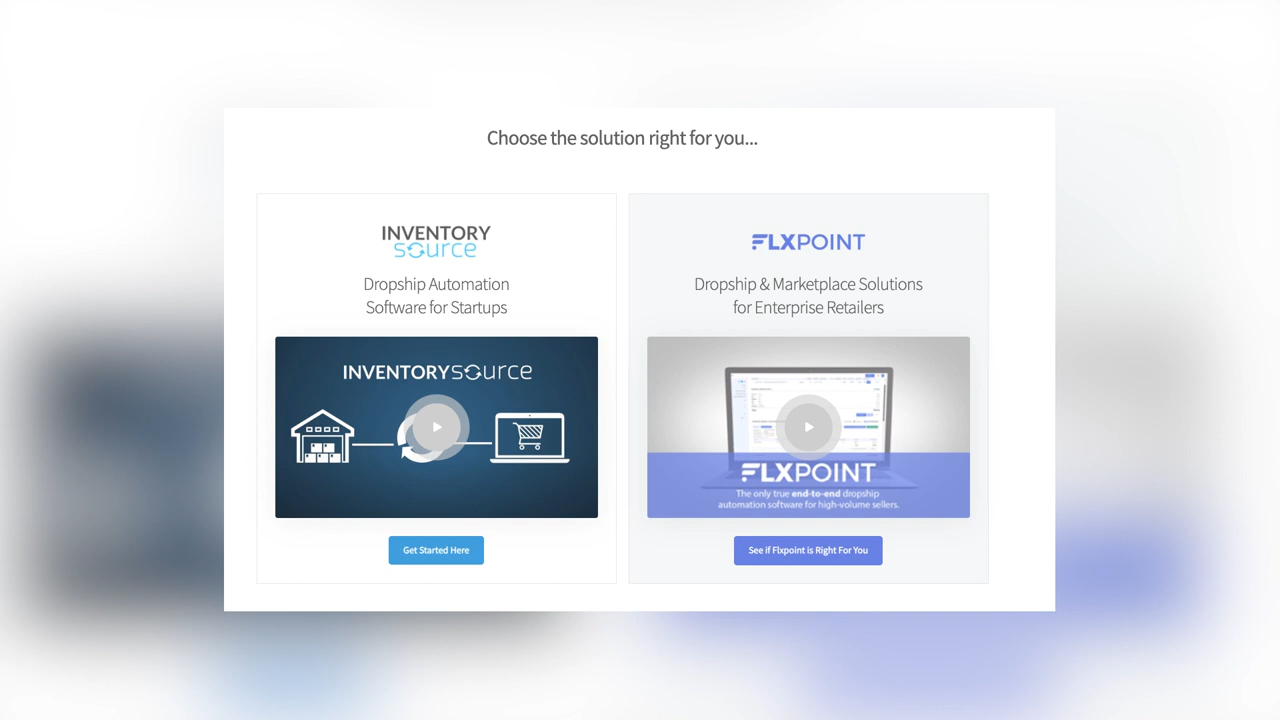 Choose the solution right for you...
INVENTORY
source
Dropship Automation
Software for Startups
INVENTORYsource
Get Started Here
FLXPOINT
Dropship & Marketplace Solutions
for Enterprise Retailers
FLXPOINT
The only true end-to-end dropship
automation software for high-volume sellers.
See if Flxpoint is Right For You